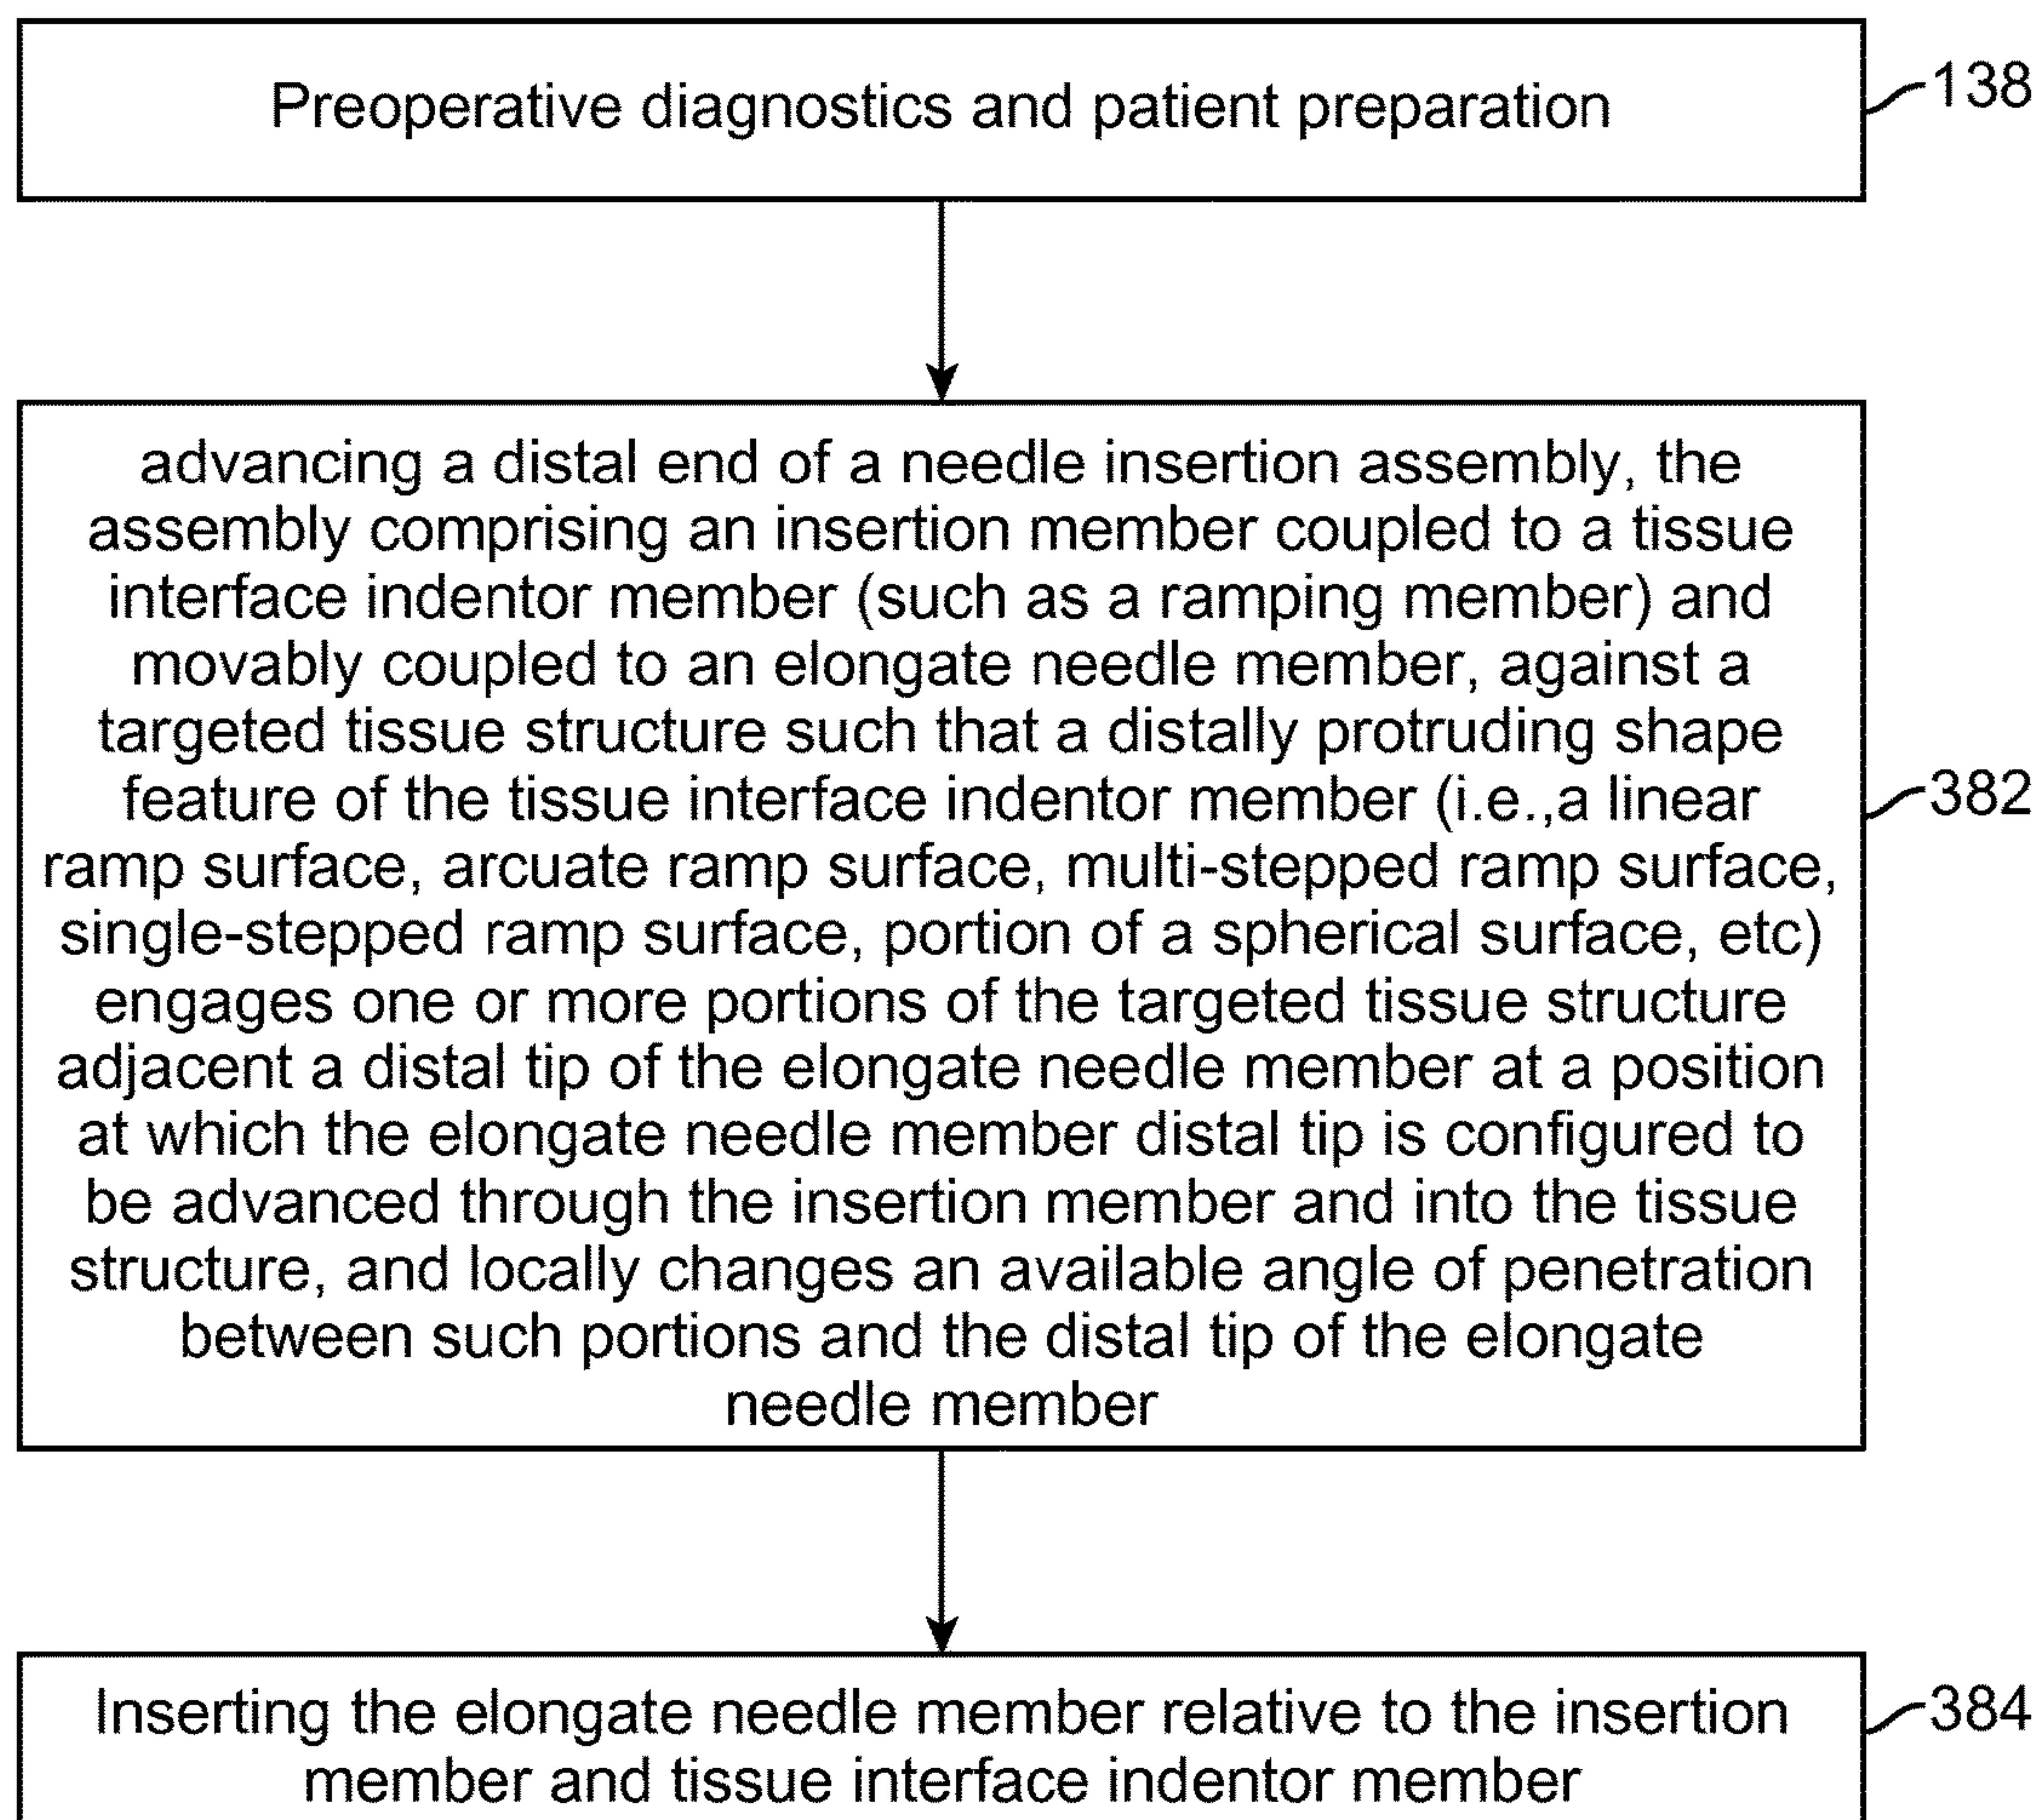 Preoperative diagnostics and patient preparation
138
advancing a distal end of a needle insertion assembly, the
assembly comprising an insertion member coupled to a tissue
interface indentor member (such as a ramping member) and
movably coupled to an elongate needle member, against a
targeted tissue structure such that a distally protruding shape
feature of the tissue interface indentor member (i.e.,a linear
ramp surface, arcuate ramp surface, multi-stepped ramp surface,
single-stepped ramp surface, portion of a spherical surface, etc)
engages one or more portions of the targeted tissue structure
adjacent a distal tip of the elongate needle member at a position
at which the elongate needle member distal tip is configured to
be advanced through the insertion member and into the tissue
structure, and locally changes an available angle of penetration
between such portions and the distal tip of the elongate
needle member
382
Inserting the elongate needle member relative to the insertion
member and tissue interface indentor member
384